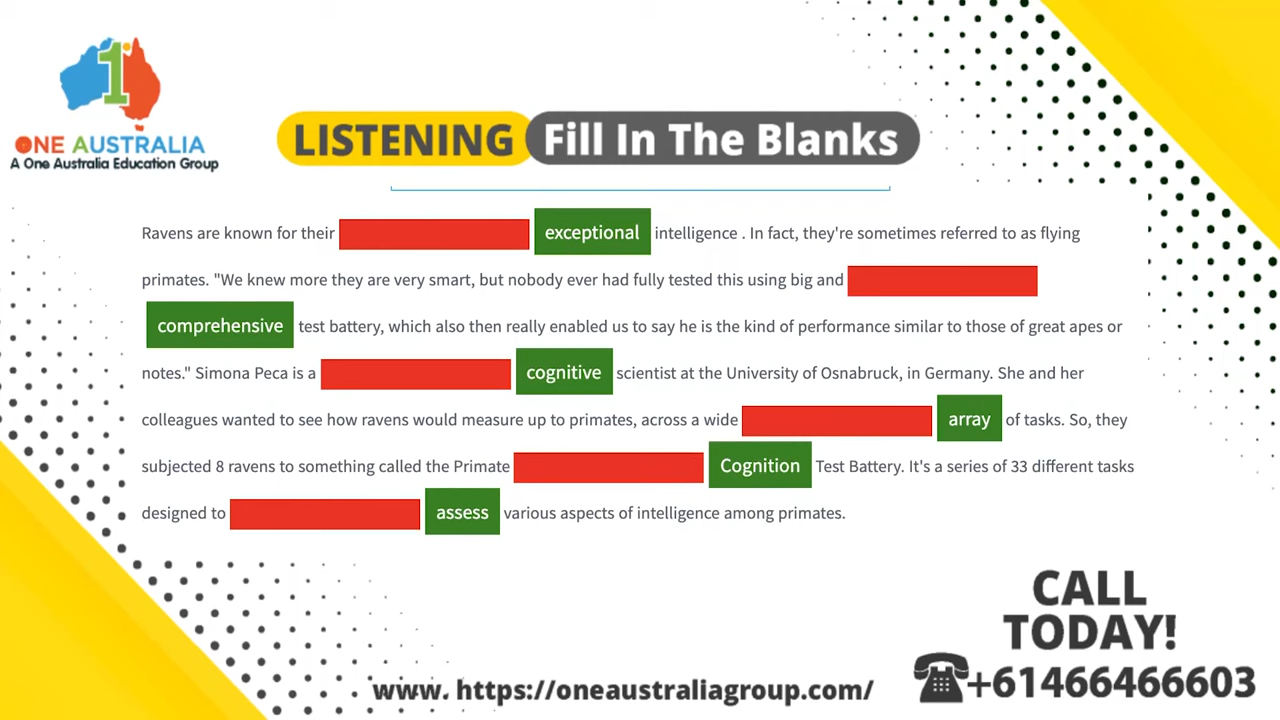 1
ONE AUSTRALIA
A One Australia Education Group
LISTENING Fill In The Blanks
Ravens are known for their exceptional intelligence . In fact, they're sometimes referred to as flying
primates. "We knew more they are very smart, but nobody ever had fully tested this using big and
comprehensive test battery, which also then really enabled us to say he is the kind of performance similar to those of great apes or
notes." Simona Peca is a cognitive scientist at the University of Osnabruck, in Germany. She and her
colleagues wanted to see how ravens would measure up to primates, across a wide array of tasks. So, they
subjected 8 ravens to something called the Primate Cognition Test Battery. It's a series of 33 different tasks
designed to assess various aspects of intelligence among primates.
CALL
TODAY!
+61466466603
www. https://oneaustraliagroup.com/